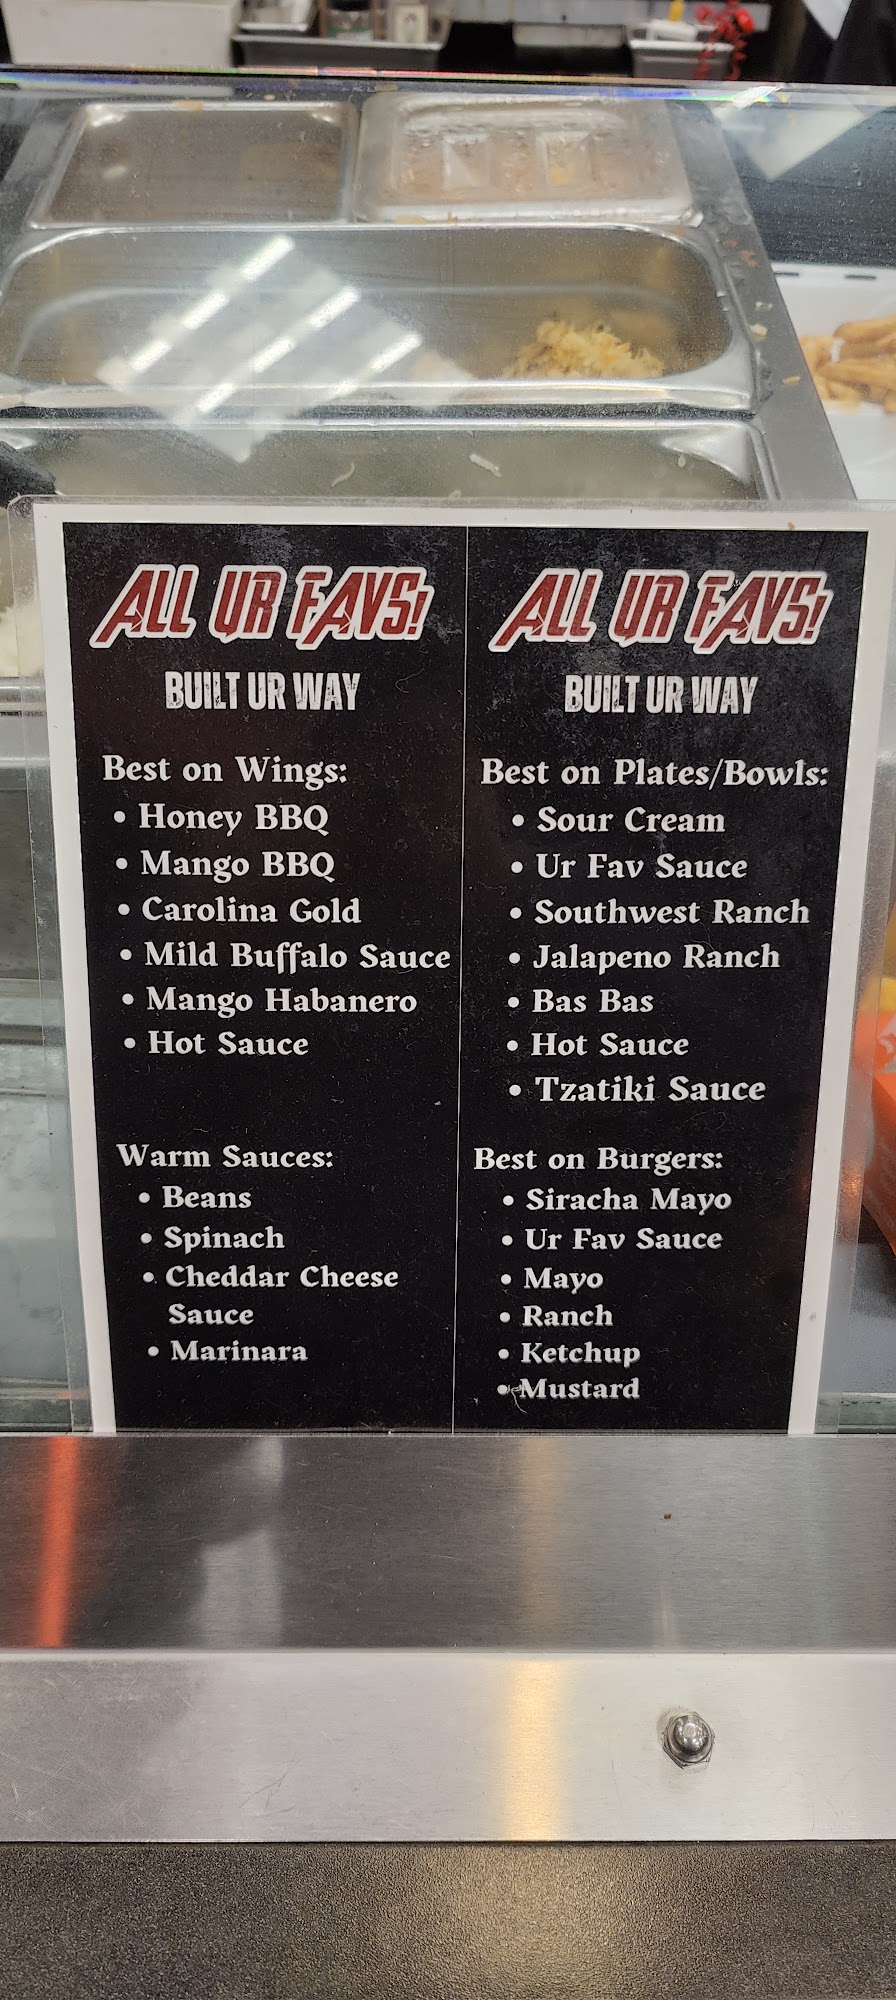 ALL UR FAVS!
BUILT UR WAY
Best on Wings:
• Honey BBQ
• Mango BBQ
• Carolina Gold
• Mild Buffalo Sauce
• Mango Habanero
• Hot Sauce
Warm Sauces:
• Beans
• Spinach
• Cheddar Cheese
Sauce
• Marinara
ALL UR FAVS!
BUILT UR WAY
Best on Plates/Bowls:
• Sour Cream
• Ur Fav Sauce
• Southwest Ranch
• Jalapeno Ranch
• Bas Bas
• Hot Sauce
• Tzatiki Sauce
Best on Burgers:
• Siracha Mayo
• Ur Fav Sauce
• Mayo
• Ranch
• Ketchup
• Mustard